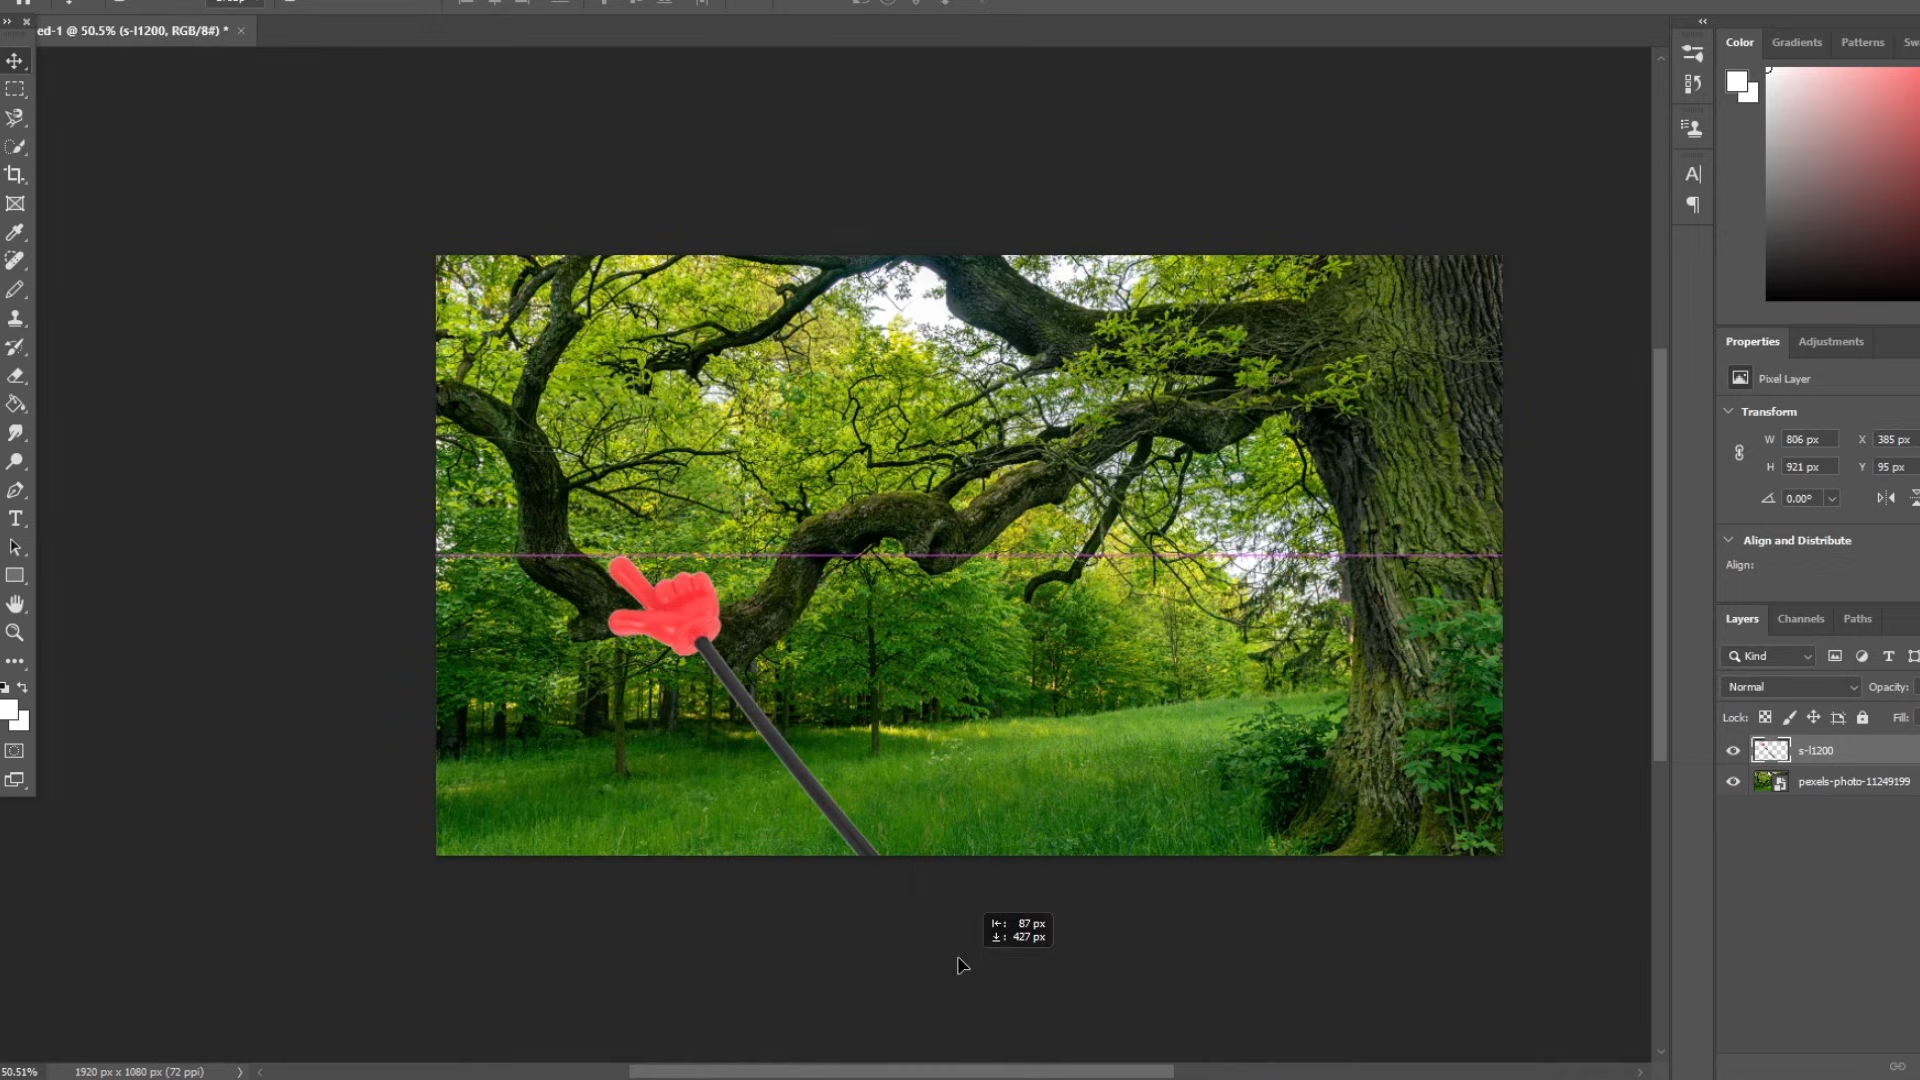 ed-1 @ 50.5% (s-l1200, RGB/8#) *
Color
Gradients
Patterns
Sw
Properties
Adjustments
Pixel Layer
Transform
W 806 px
X 385 px
H 921 px
Y 95 px
0.00°
Align and Distribute
Align:
Layers
Channels
Paths
Kind
Normal
Opacity:
Lock:
Fill:
s-l1200
pexels-photo-11249199
87 px
427 px
50.51%
1920 px x 1080 px (72 ppi)